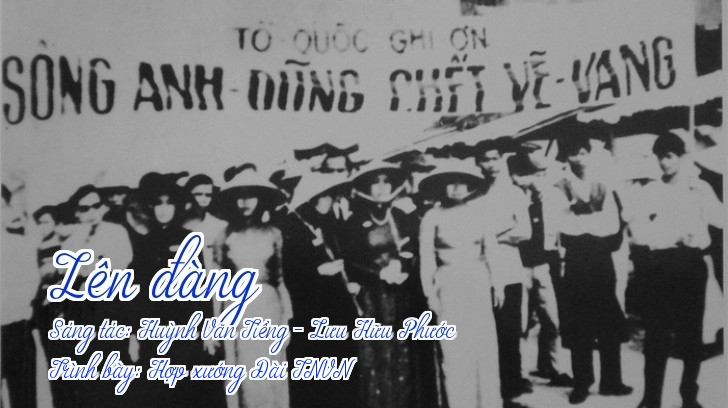 TỔ QUỐC GHI ƠN
SỐNG ANH-DŨNG CHẾT VẼ-VANG
Lên đàng
Sáng tác: Huỳnh Văn Tiểng - Lưu Hữu Phước
Trình bày: Hợp xướng Đài TNVN